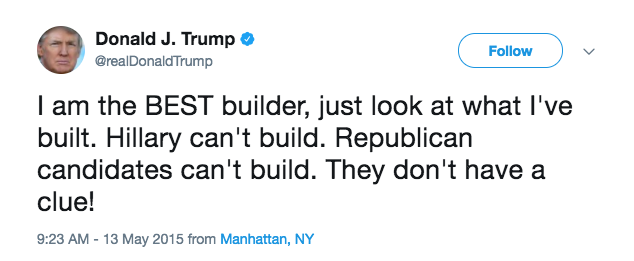 Donald J. Trump
@realDonaldTrump
Follow
I am the BEST builder, just look at what I've
built. Hillary can't build. Republican
candidates can't build. They don't have a
clue!
9:23 AM - 13 May 2015 from Manhattan, NY